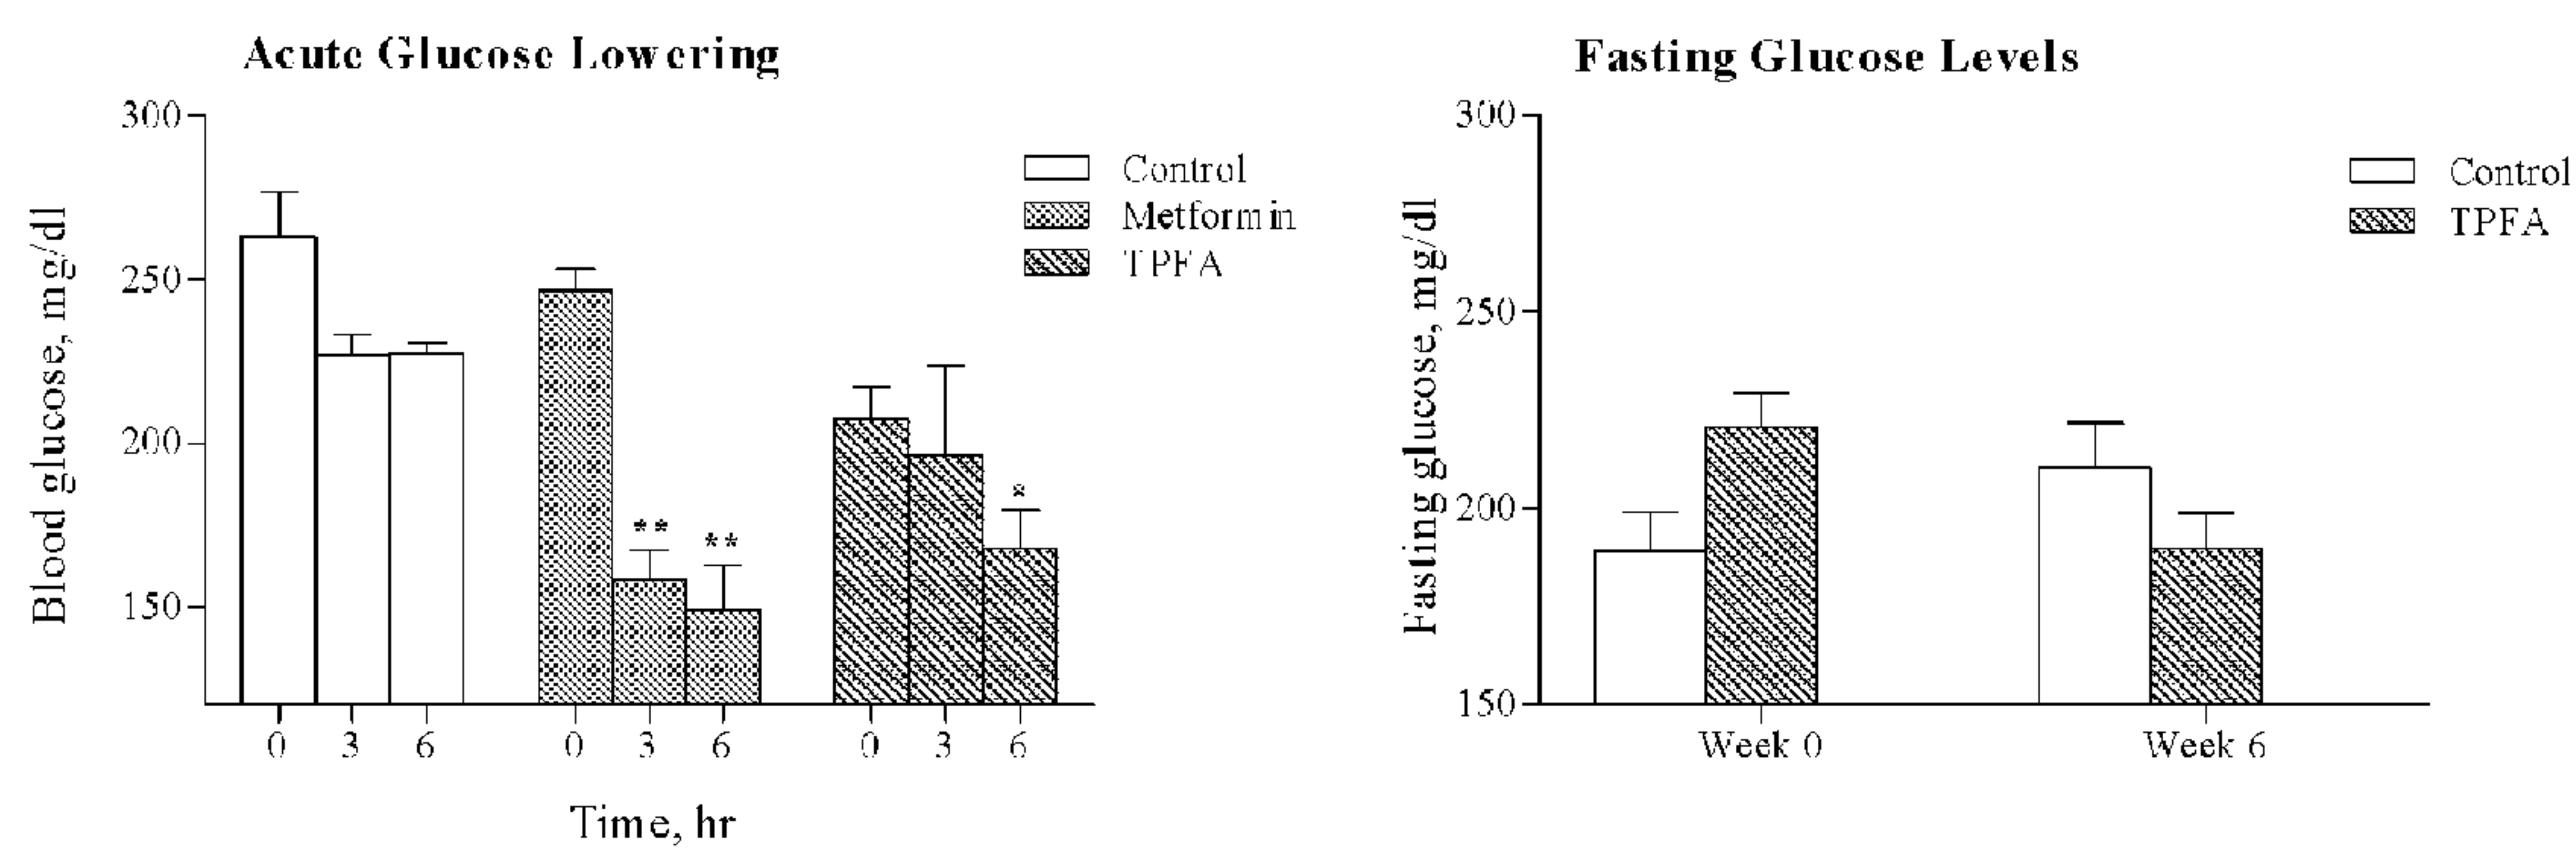 Acute Glucose Lowering
300
250
200
150
Blood glucose, mg/dl
Control
Metformin
TPFA
**
**
*
0 3 6 0 3 6 0 3 6
Time, hr
Fasting Glucose Levels
300
250
200
150
Fasting glucose, mg/dl
Control
TPFA
Week 0 Week 6